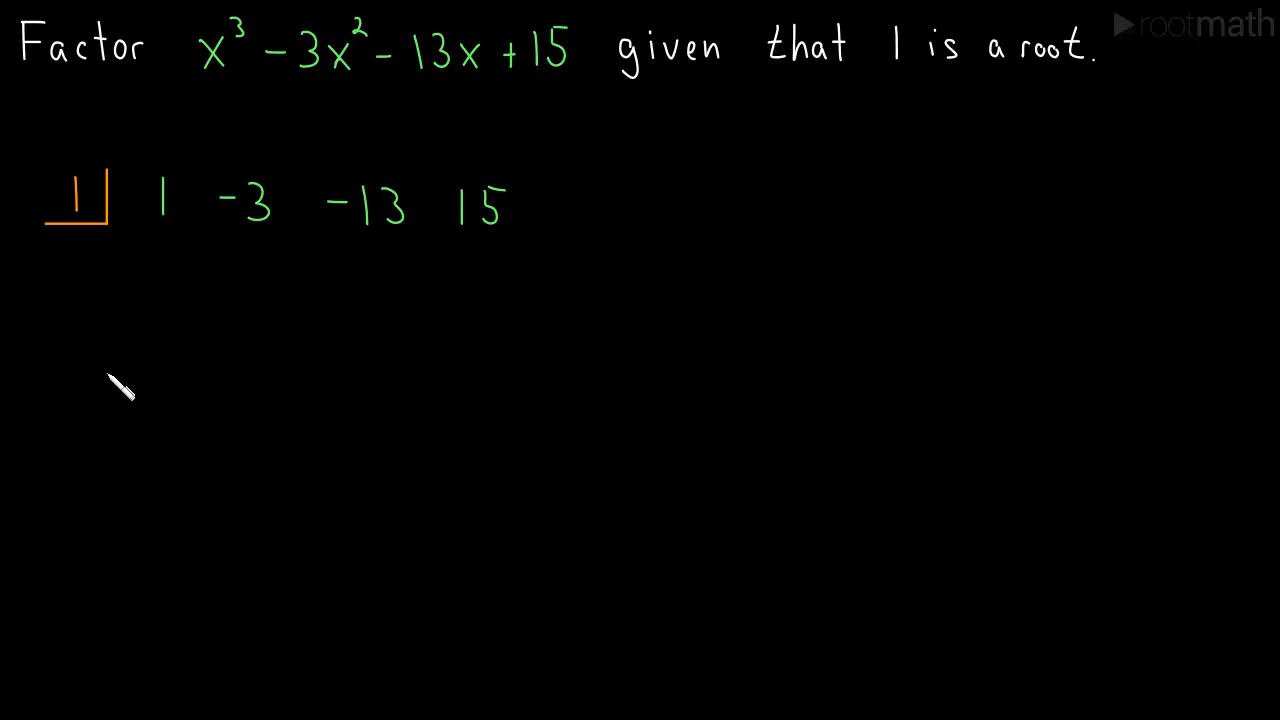 Factor x³ - 3x² - 13x + 15 given that 1 is a root.
rootmath
1 1 -3 -13 15